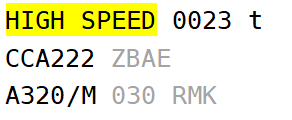 HIGH SPEED 0023 t
CCA222 ZBAE
A320/M 030 RMK